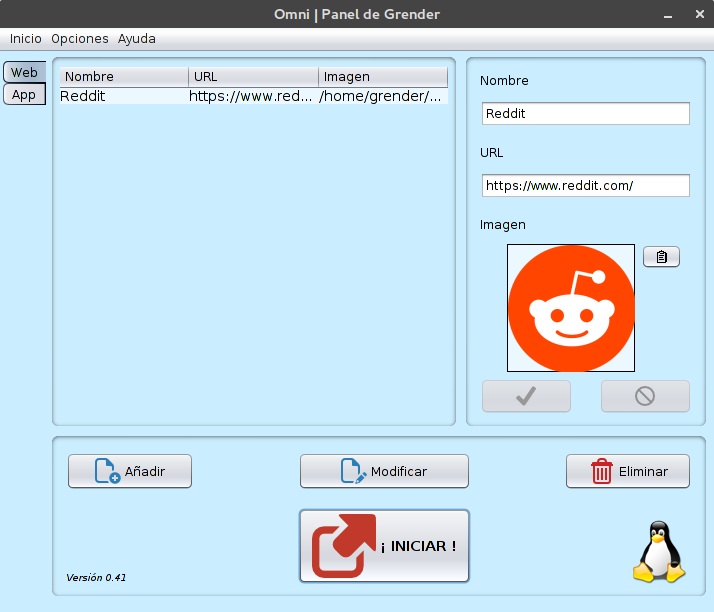 Omni | Panel de Grender
Inicio Opciones Ayuda
Web
App
Nombre URL Imagen
Reddit https://www.red... /home/grender/...
Nombre
Reddit
URL
https://www.reddit.com/
Imagen
Añadir Modificar Eliminar
¡ INICIAR !
Versión 0.41